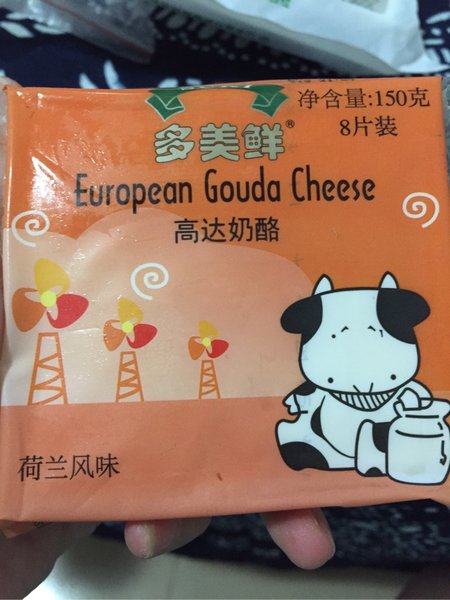 净含量:150克
8片装
多美鲜®
European Gouda Cheese
高达奶酪
荷兰风味